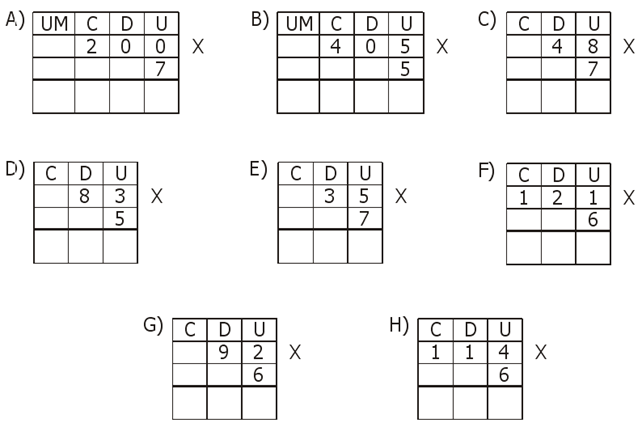 A) UM C D U B) UM C D U C) C D U
2 0 0 X 4 0 5 X 4 8 X
7 5 7
D) C D U E) C D U F) C D U
8 3 X 3 5 X 1 2 1 X
5 7 6
G) C D U H) C D U
9 2 X 1 1 4 X
6 6